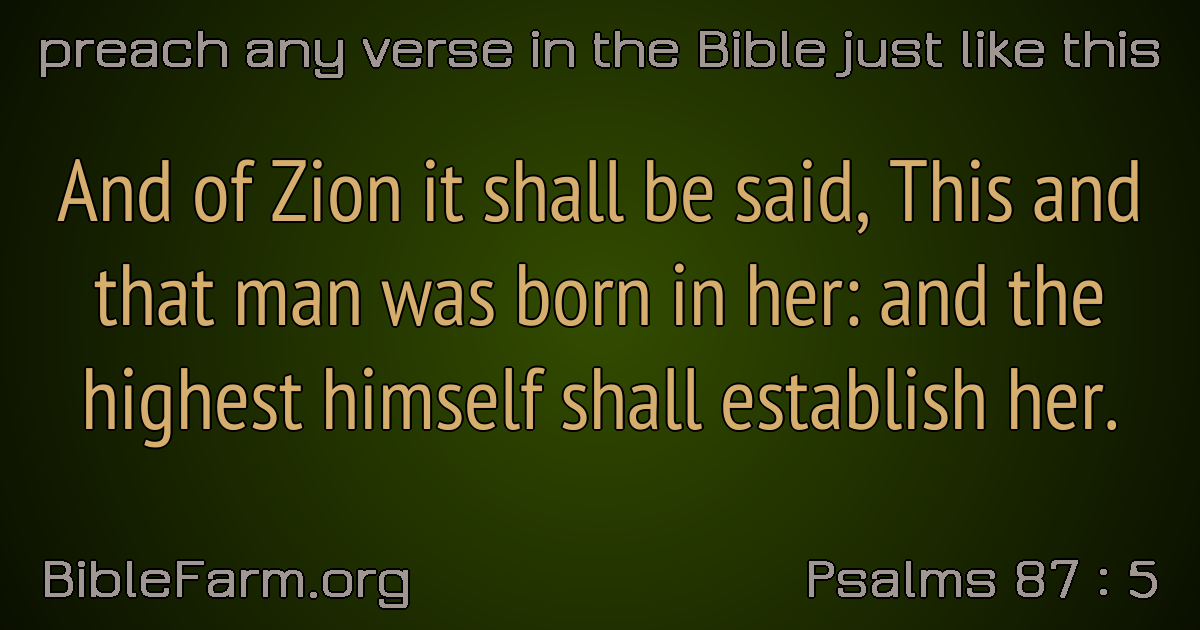 preach any verse in the Bible just like this
And of Zion it shall be said, This and
that man was born in her: and the
highest himself shall establish her.
BibleFarm.org
Psalms 87 : 5